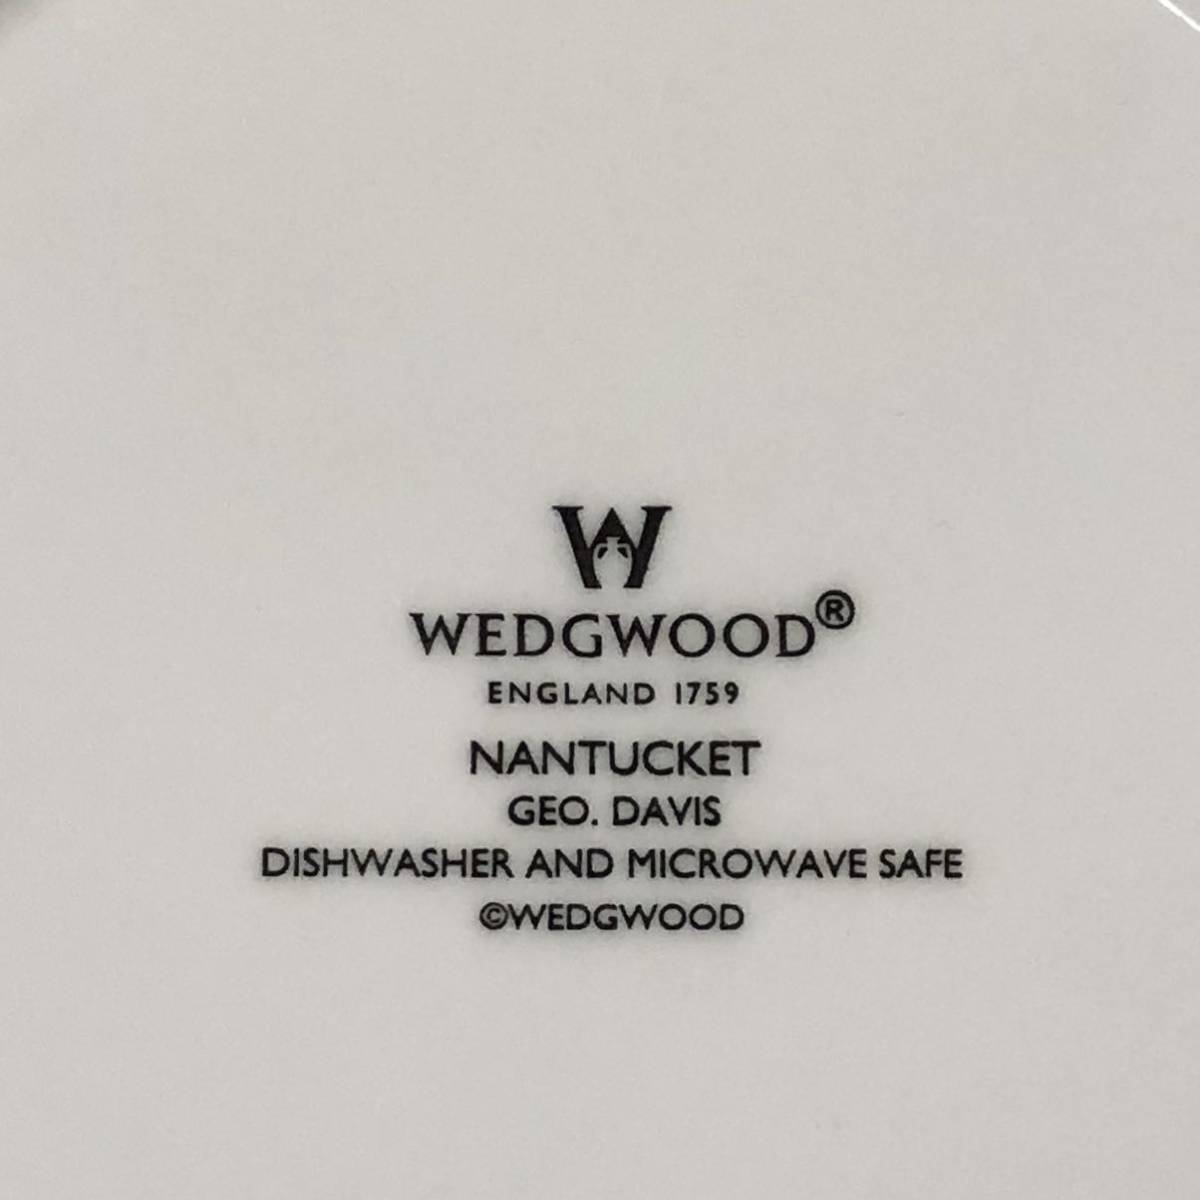 W
WEDGWOOD®
ENGLAND 1759
NANTUCKET
GEO. DAVIS
DISHWASHER AND MICROWAVE SAFE
©WEDGWOOD